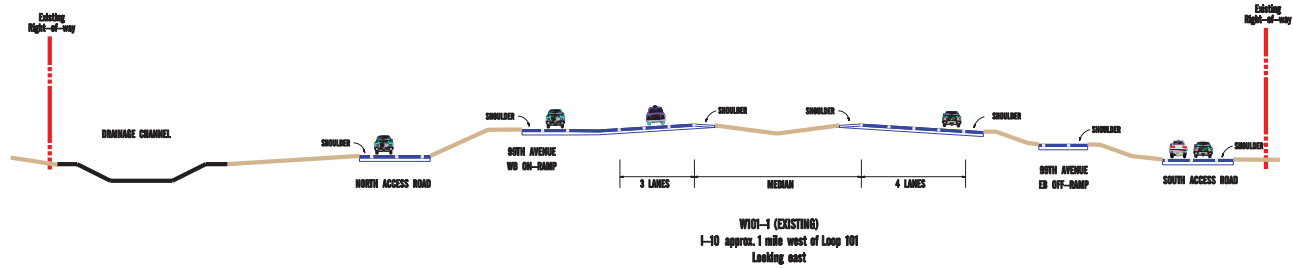 Existing
Right-of-way
Existing
Right-of-way
DRAINAGE CHANNEL
SHOULDER
NORTH ACCESS ROAD
SHOULDER
99TH AVENUE
WB ON-RAMP
SHOULDER
3 LANES
MEDIAN
SHOULDER
4 LANES
SHOULDER
SHOULDER
99TH AVENUE
EB OFF-RAMP
SHOULDER
SOUTH ACCESS ROAD
W101-1 (EXISTING)
I-10 approx. 1 mile west of Loop 101
Looking east